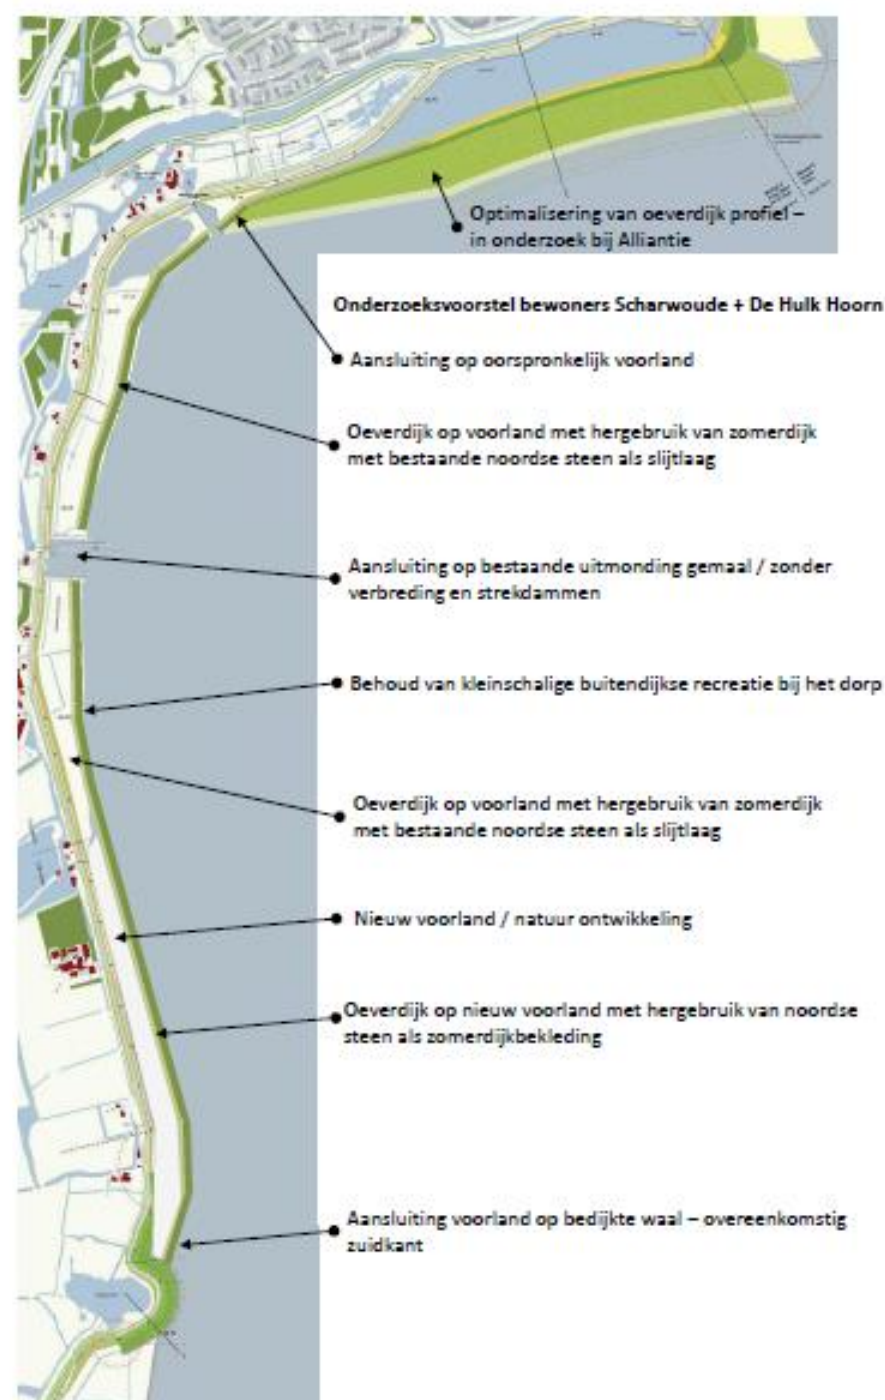 Optimalisering van oeverdijk profiel –
in onderzoek bij Alliantie
Onderzoeksvoorstel bewoners Scharwoude + De Hulk Hoorn
Aansluiting op oorspronkelijk voorland
Oeverdijk op voorland met hergebruik van zomerdijk
met bestaande noordse steen als slijtlaag
Aansluiting op bestaande uitmonding gemaal / zonder
verbreding en strekdammen
Behoud van kleinschalige buitendijkse recreatie bij het dorp
Oeverdijk op voorland met hergebruik van zomerdijk
met bestaande noordse steen als slijtlaag
Nieuw voorland / natuur ontwikkeling
Oeverdijk op nieuw voorland met hergebruik van noordse
steen als zomerdijkbekleding
Aansluiting voorland op bedijkte waal – overeenkomstig
zuidkant